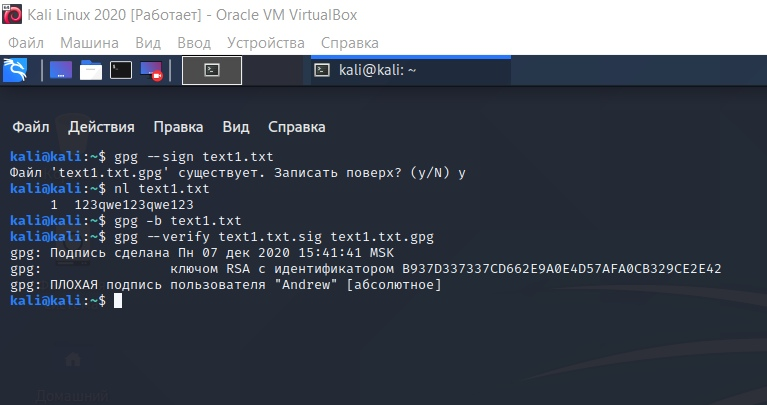 Kali Linux 2020 [Работает] - Oracle VM VirtualBox
Файл Машина Вид Ввод Устройства Справка
kali@kali: ~
Файл Действия Правка Вид Справка
kali@kali:~$ gpg --sign text1.txt
Файл 'text1.txt.gpg' существует. Записать поверх? (y/N) y
kali@kali:~$ nl text1.txt
1 123qwe123qwe123
kali@kali:~$ gpg -b text1.txt
kali@kali:~$ gpg --verify text1.txt.sig text1.txt.gpg
gpg: Подпись сделана Пн 07 дек 2020 15:41:41 MSK
gpg: ключом RSA с идентификатором B937D337337CD662E9A0E4D57AFA0CB329CE2E42
gpg: ПЛОХАЯ подпись пользователя "Andrew" [абсолютное]
kali@kali:~$
Домашний